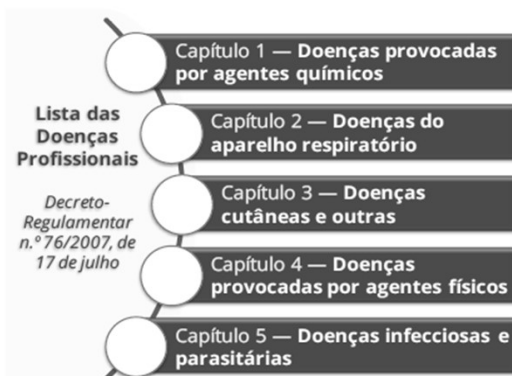 Lista das
Doenças
Profissionais
Decreto-
Regulamentar
n.º 76/2007, de
17 de julho
Capítulo 1 — Doenças provocadas
por agentes químicos
Capítulo 2 — Doenças do
aparelho respiratório
Capítulo 3 — Doenças
cutâneas e outras
Capítulo 4 — Doenças
provocadas por agentes físicos
Capítulo 5 — Doenças infecciosas e
parasitárias